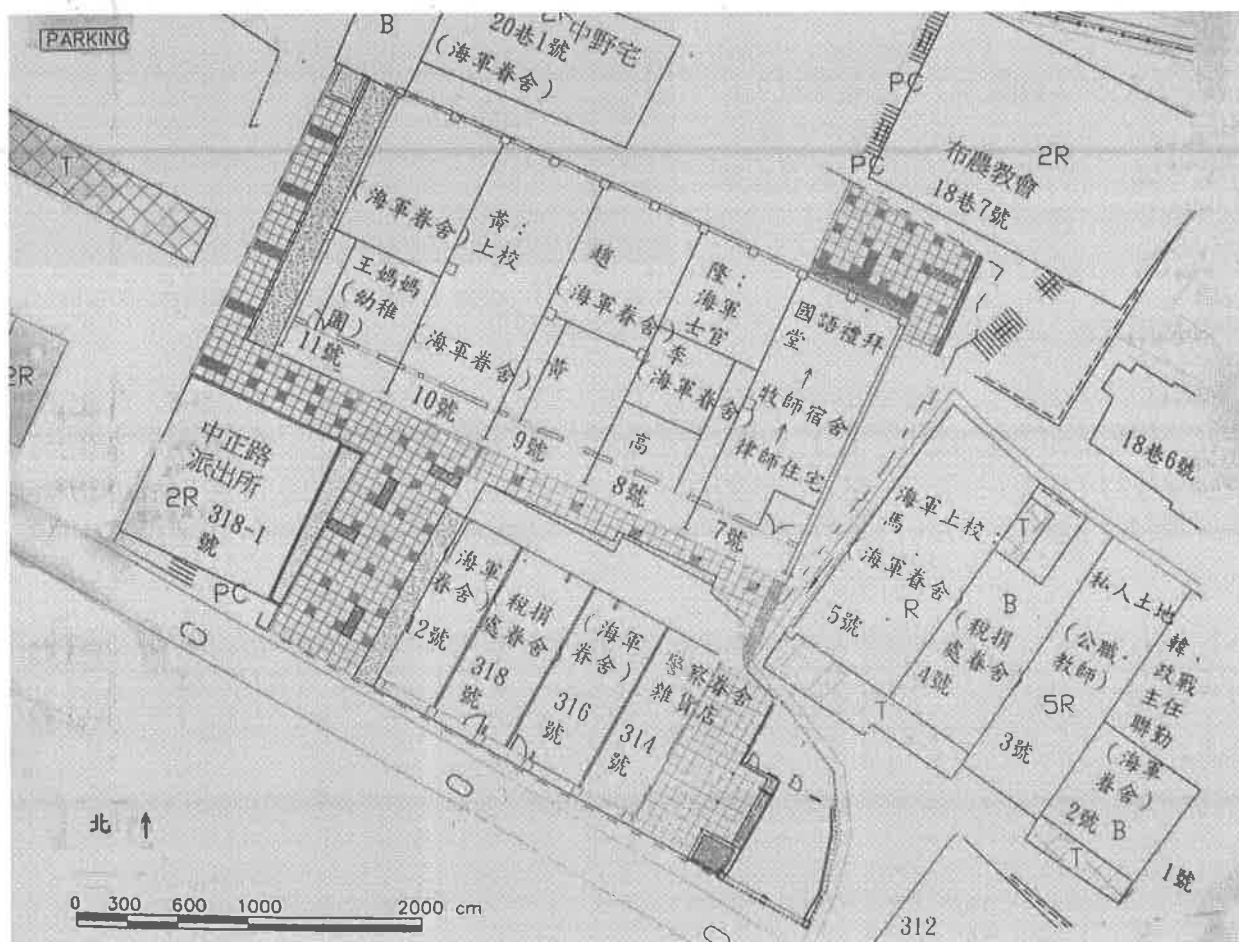 PARKING
B
中野宅
20巷1號
(海軍眷舍)
PC
PC
2R
布農教會
18巷7號
T
(海軍眷舍)
黃：
上校
(海軍眷舍)
10號
王媽媽
(幼稚
園)
11號
趙
(海軍眷舍)
黃
9號
隆：
海軍
士官
李
(海軍眷舍)
高
8號
國語禮拜
堂
牧師宿舍
律師住宅
7號
18巷6號
2R
中正路
派出所
2R
318-1
號
PC
海軍
眷舍)
12號
稅捐
處眷舍
318
號
(海軍
眷舍)
316
號
警察眷舍
雜貨店
314
號
海軍上校：
馬．
(海軍眷舍
R
5號
T
T
B
(稅捐
處眷舍
4號
私人土地
(公職．
教師)
5R
3號
韓．
政戰
主任
聯勤
(海軍
眷舍)
2號 B
T
1號
D
312
北
0 300 600 1000 2000 cm